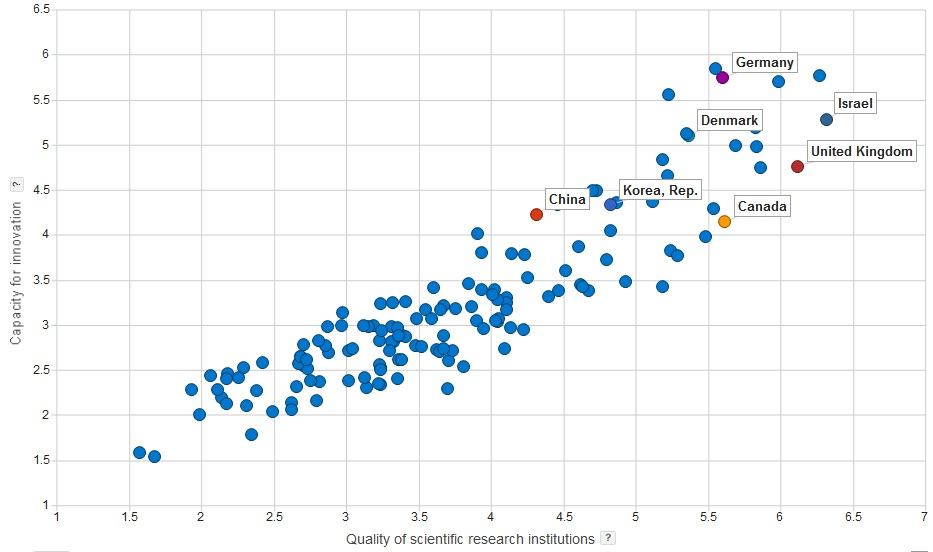 6.5
6
5.5
5
4.5
4
3.5
3
2.5
2
1.5
1
Capacity for innovation ?
Germany
Israel
Denmark
United Kingdom
Korea, Rep.
China
Canada
1 1.5 2 2.5 3 3.5 4 4.5 5 5.5 6 6.5 7
Quality of scientific research institutions ?